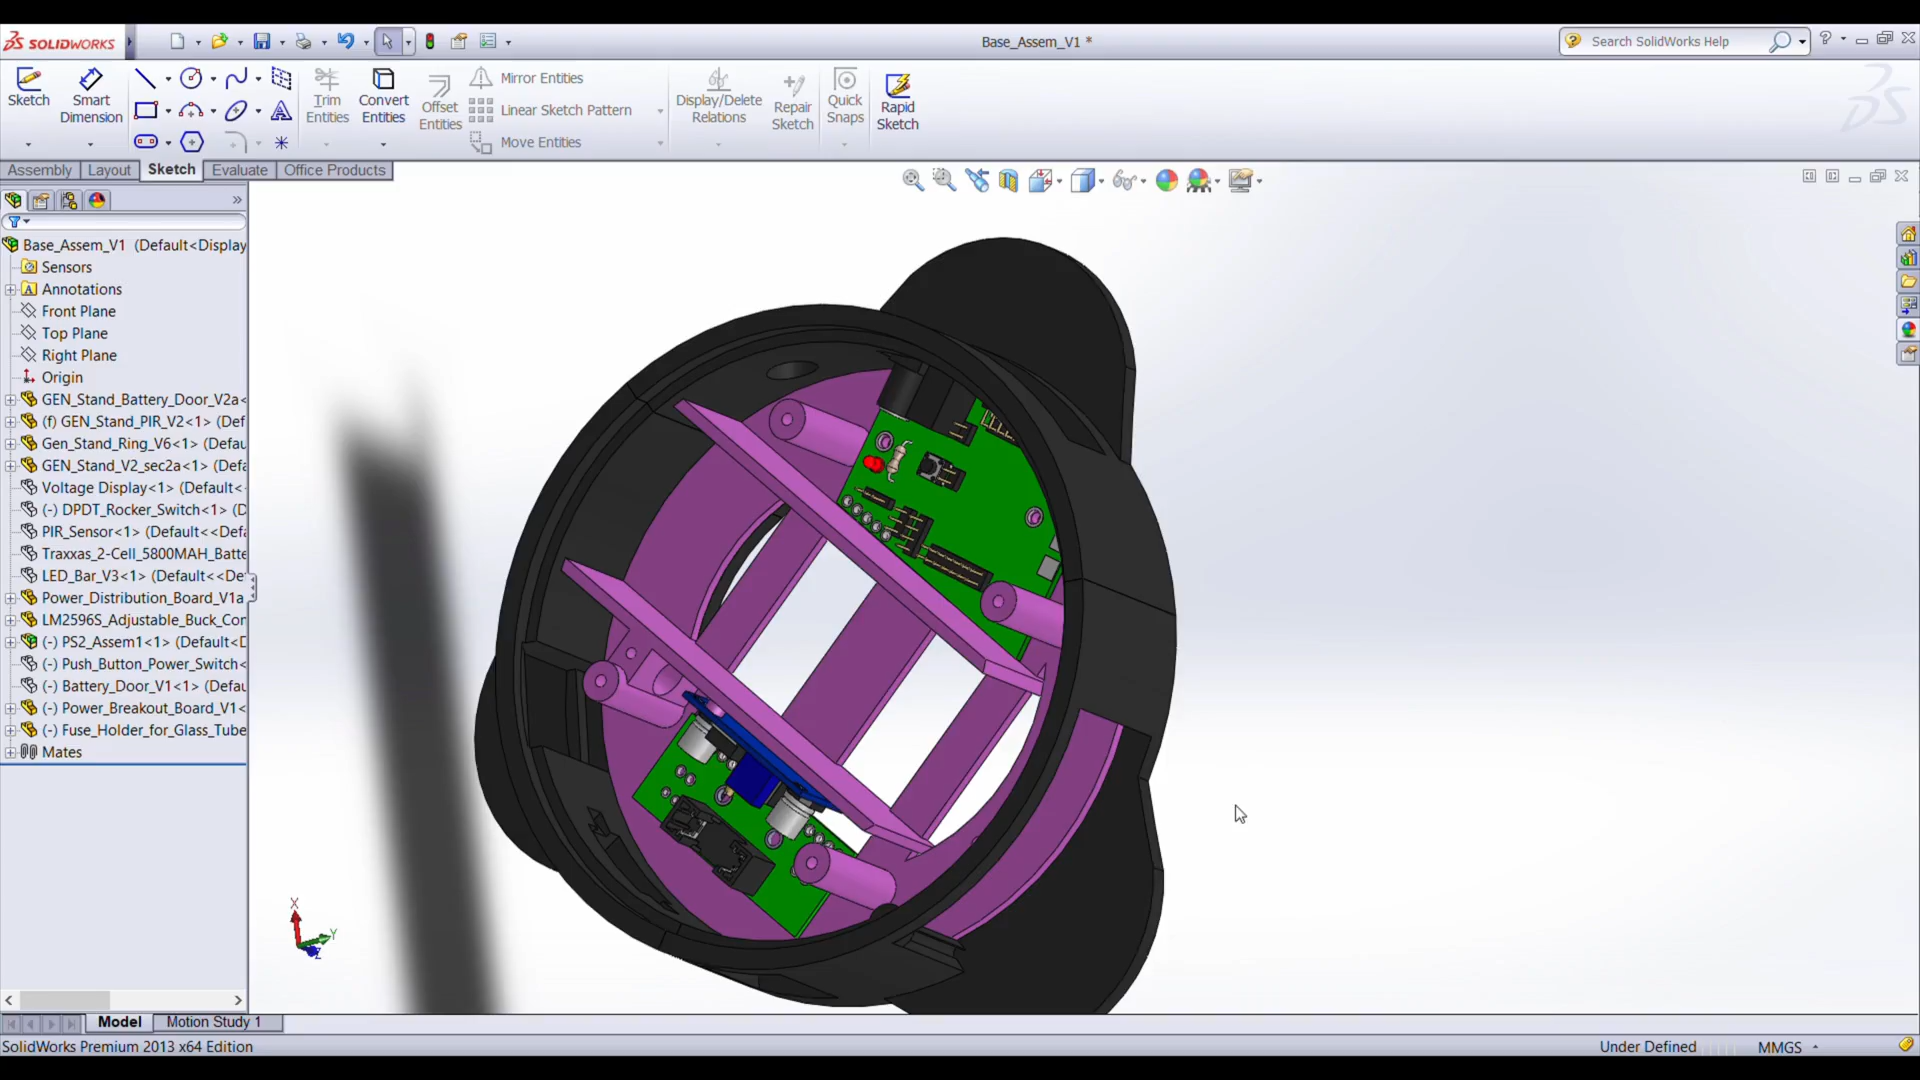 SOLIDWORKS
Base_Assem_V1 *
Search SolidWorks Help
Sketch
Smart Dimension
Trim Entities
Convert Entities
Offset Entities
Mirror Entities
Linear Sketch Pattern
Move Entities
Display/Delete Relations
Repair Sketch
Quick Snaps
Rapid Sketch
Assembly
Layout
Sketch
Evaluate
Office Products
Base_Assem_V1 (Default<Display
Sensors
Annotations
Front Plane
Top Plane
Right Plane
Origin
GEN_Stand_Battery_Door_V2a<
(f) GEN_Stand_PIR_V2<1> (Def
Gen_Stand_Ring_V6<1> (Defau
GEN_Stand_V2_sec2a<1> (Defa
Voltage Display<1> (Default<
(-) DPDT_Rocker_Switch<1> (D
PIR_Sensor<1> (Default<<Defa
Traxxas_2-Cell_5800MAH_Batte
LED_Bar_V3<1> (Default<<De
Power_Distribution_Board_V1a
LM2596S_Adjustable_Buck_Con
(-) PS2_Assem1<1> (Default<D
(-) Push_Button_Power_Switch<
(-) Battery_Door_V1<1> (Defau
(-) Power_Breakout_Board_V1<
(-) Fuse_Holder_for_Glass_Tube
Mates
X
Y
Z
Model
Motion Study 1
SolidWorks Premium 2013 x64 Edition
Under Defined
MMGS